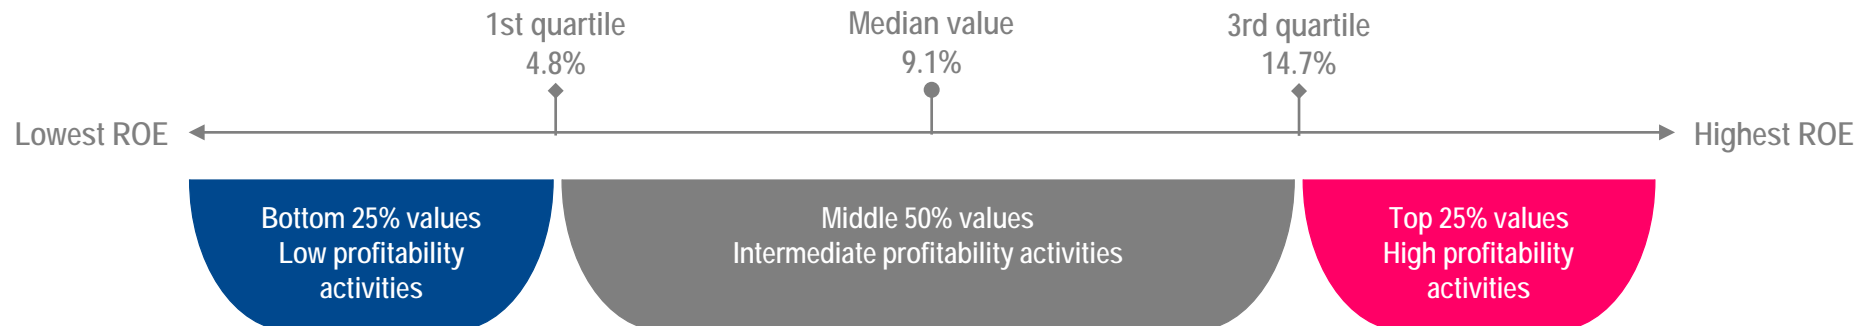 1st quartile
4.8%
Median value
9.1%
3rd quartile
14.7%
Lowest ROE
Highest ROE
Bottom 25% values
Low profitability
activities
Middle 50% values
Intermediate profitability activities
Top 25% values
High profitability
activities